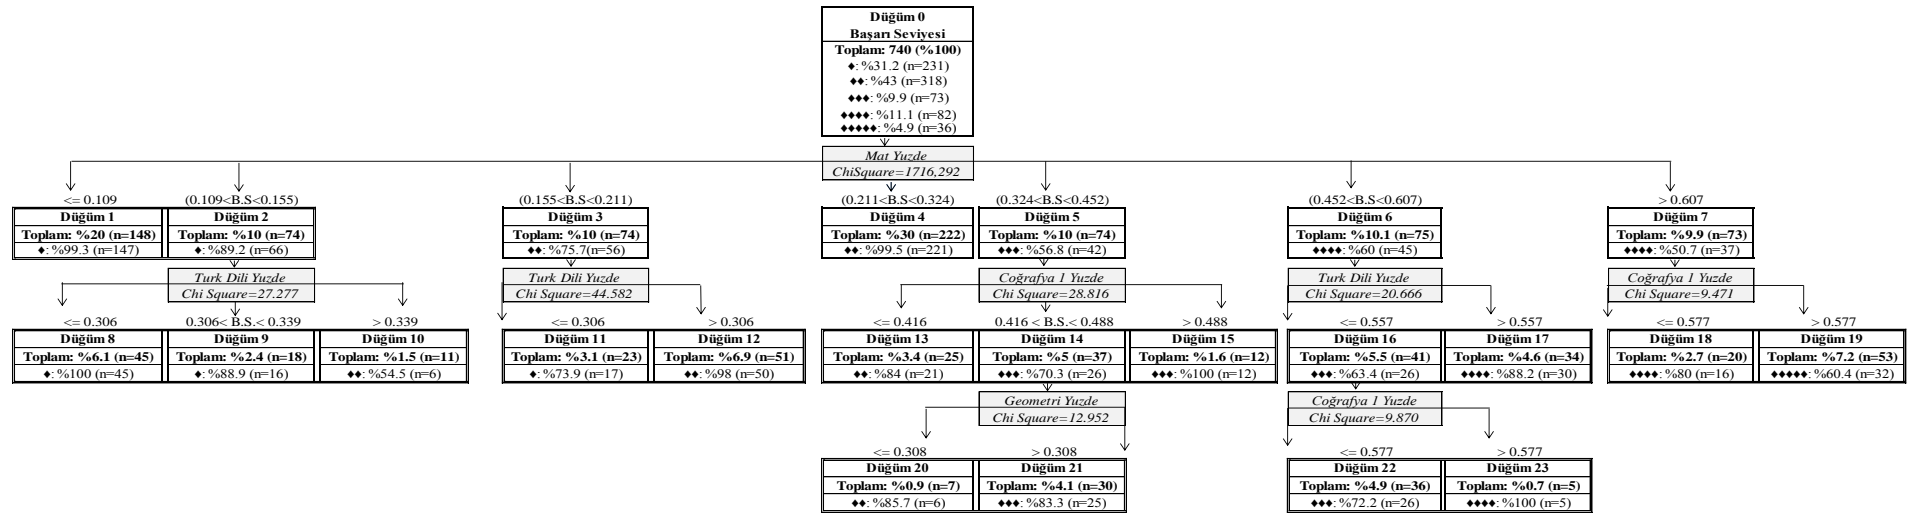 Düğüm 0
Başarı Seviyesi
Toplam: 740 (%100)
♦: %31.2 (n=231)
♦♦: %43 (n=318)
♦♦♦: %9.9 (n=73)
♦♦♦♦: %11.1 (n=82)
♦♦♦♦♦: %4.9 (n=36)
Mat Yuzde
ChiSquare=1716,292
<= 0.109
Düğüm 1
Toplam: %20 (n=148)
♦: %99.3 (n=147)
(0.109<B.S<0.155)
Düğüm 2
Toplam: %10 (n=74)
♦: %89.2 (n=66)
(0.155<B.S<0.211)
Düğüm 3
Toplam: %10 (n=74)
♦♦: %75.7(n=56)
(0.211<B.S<0.324)
Düğüm 4
Toplam: %30 (n=222)
♦♦: %99.5 (n=221)
(0.324<B.S<0.452)
Düğüm 5
Toplam: %10 (n=74)
♦♦♦: %56.8 (n=42)
(0.452<B.S<0.607)
Düğüm 6
Toplam: %10.1 (n=75)
♦♦♦♦: %60 (n=45)
> 0.607
Düğüm 7
Toplam: %9.9 (n=73)
♦♦♦♦: %50.7 (n=37)
Turk Dili Yuzde
Chi Square=27.277
Turk Dili Yuzde
Chi Square=44.582
Coğrafya 1 Yuzde
Chi Square=28.816
Turk Dili Yuzde
Chi Square=20.666
Coğrafya 1 Yuzde
Chi Square=9.471
<= 0.306
Düğüm 8
Toplam: %6.1 (n=45)
♦: %100 (n=45)
0.306< B.S.< 0.339
Düğüm 9
Toplam: %2.4 (n=18)
♦: %88.9 (n=16)
> 0.339
Düğüm 10
Toplam: %1.5 (n=11)
♦♦: %54.5 (n=6)
<= 0.306
Düğüm 11
Toplam: %3.1 (n=23)
♦: %73.9 (n=17)
> 0.306
Düğüm 12
Toplam: %6.9 (n=51)
♦♦: %98 (n=50)
<= 0.416
Düğüm 13
Toplam: %3.4 (n=25)
♦♦: %84 (n=21)
0.416 < B.S.< 0.488
Düğüm 14
Toplam: %5 (n=37)
♦♦♦: %70.3 (n=26)
> 0.488
Düğüm 15
Toplam: %1.6 (n=12)
♦♦♦: %100 (n=12)
<= 0.557
Düğüm 16
Toplam: %5.5 (n=41)
♦♦♦: %63.4 (n=26)
> 0.557
Düğüm 17
Toplam: %4.6 (n=34)
♦♦♦♦: %88.2 (n=30)
<= 0.577
Düğüm 18
Toplam: %2.7 (n=20)
♦♦♦♦: %80 (n=16)
> 0.577
Düğüm 19
Toplam: %7.2 (n=53)
♦♦♦♦♦: %60.4 (n=32)
Geometri Yuzde
Chi Square=12.952
Coğrafya 1 Yuzde
Chi Square=9.870
<= 0.308
Düğüm 20
Toplam: %0.9 (n=7)
♦♦: %85.7 (n=6)
> 0.308
Düğüm 21
Toplam: %4.1 (n=30)
♦♦♦: %83.3 (n=25)
<= 0.577
Düğüm 22
Toplam: %4.9 (n=36)
♦♦♦: %72.2 (n=26)
> 0.577
Düğüm 23
Toplam: %0.7 (n=5)
♦♦♦♦: %100 (n=5)